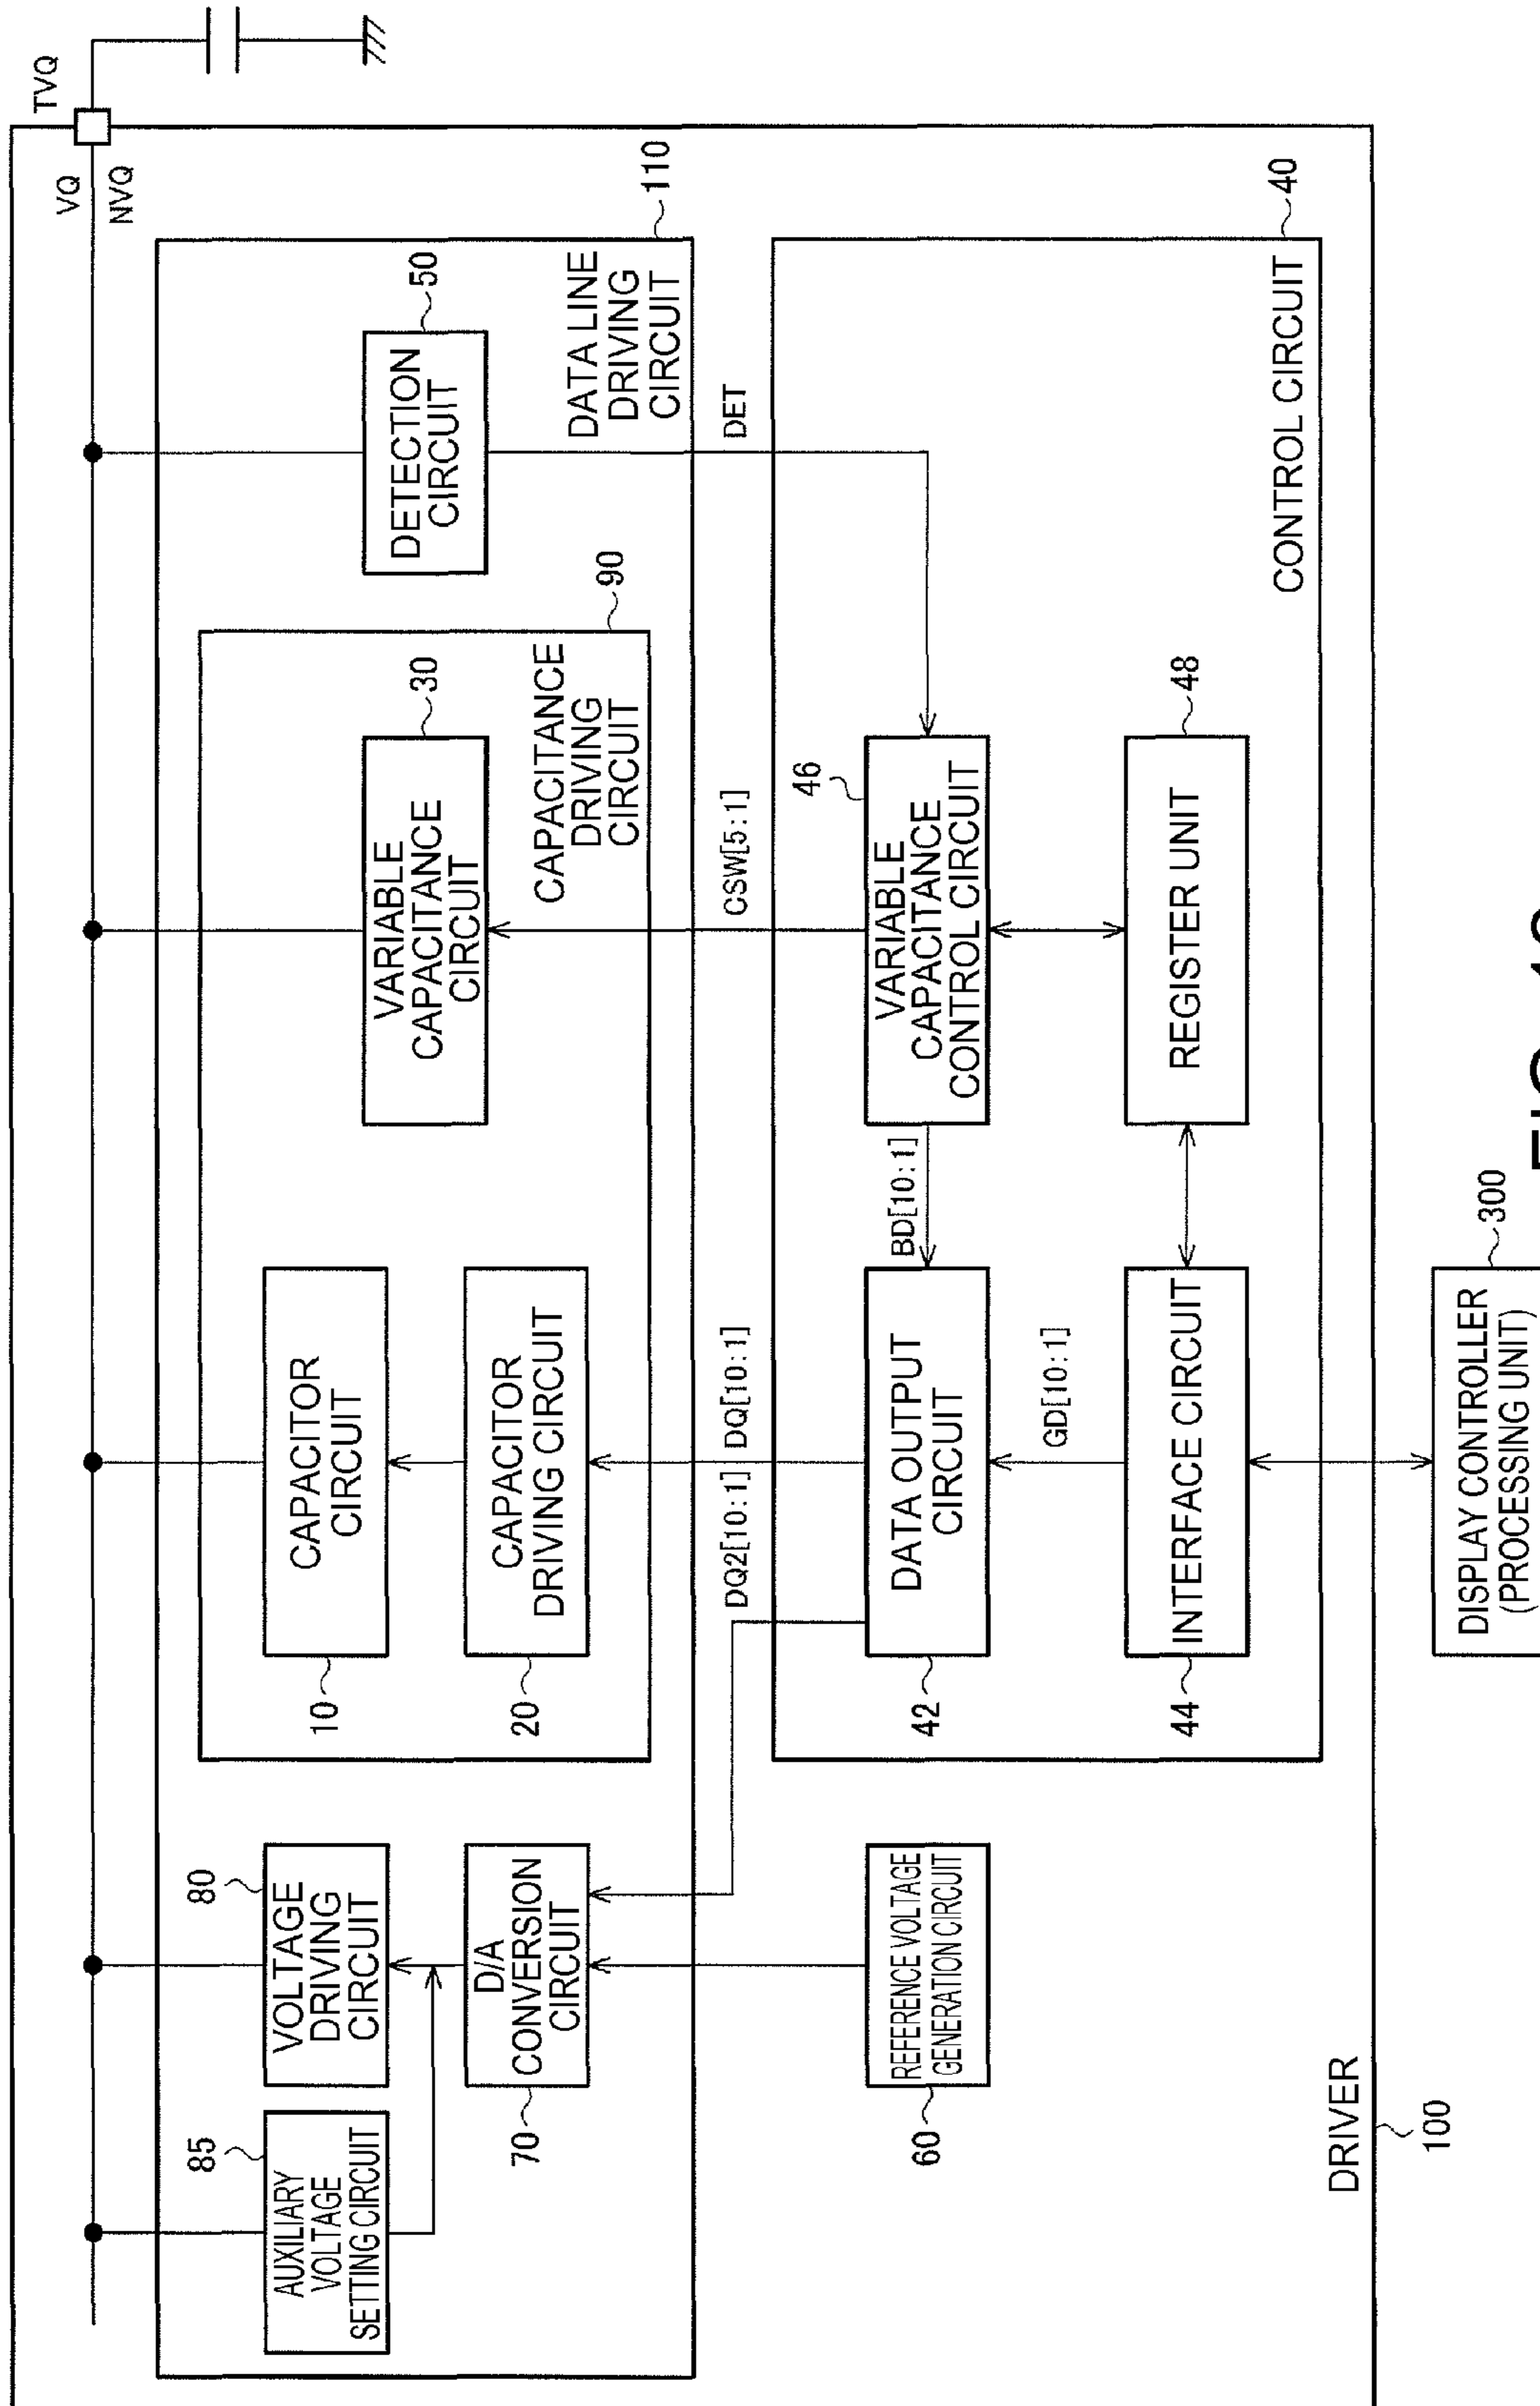 VQ
TVQ
NVQ
85
AUXILIARY
VOLTAGE
SETTING CIRCUIT
80
VOLTAGE
DRIVING
CIRCUIT
10
CAPACITOR
CIRCUIT
VARIABLE
CAPACITANCE
CIRCUIT
30
DETECTION
CIRCUIT
50
70
D/A
CONVERSION
CIRCUIT
20
CAPACITOR
DRIVING CIRCUIT
CAPACITANCE
DRIVING
CIRCUIT
90
DATA LINE
DRIVING
CIRCUIT
110
DQ2[10:1]
DQ[10:1]
CSW[5:1]
DET
60
REFERENCE VOLTAGE
GENERATION CIRCUIT
42
DATA OUTPUT
CIRCUIT
BD[10:1]
46
VARIABLE
CAPACITANCE
CONTROL CIRCUIT
GD[10:1]
44
INTERFACE CIRCUIT
REGISTER UNIT
48
CONTROL CIRCUIT
40
DRIVER
100
DISPLAY CONTROLLER
(PROCESSING UNIT)
300